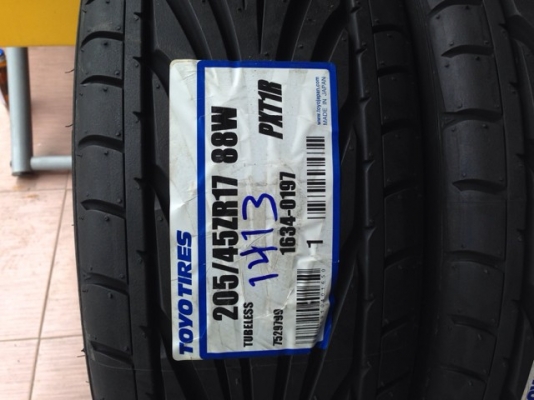 TOYO TIRES
205/45ZR17 88W
TUBELESS
PXT1R
1413
7529799
1634-0197
1
www.toyojapan.com
MADE IN JAPAN